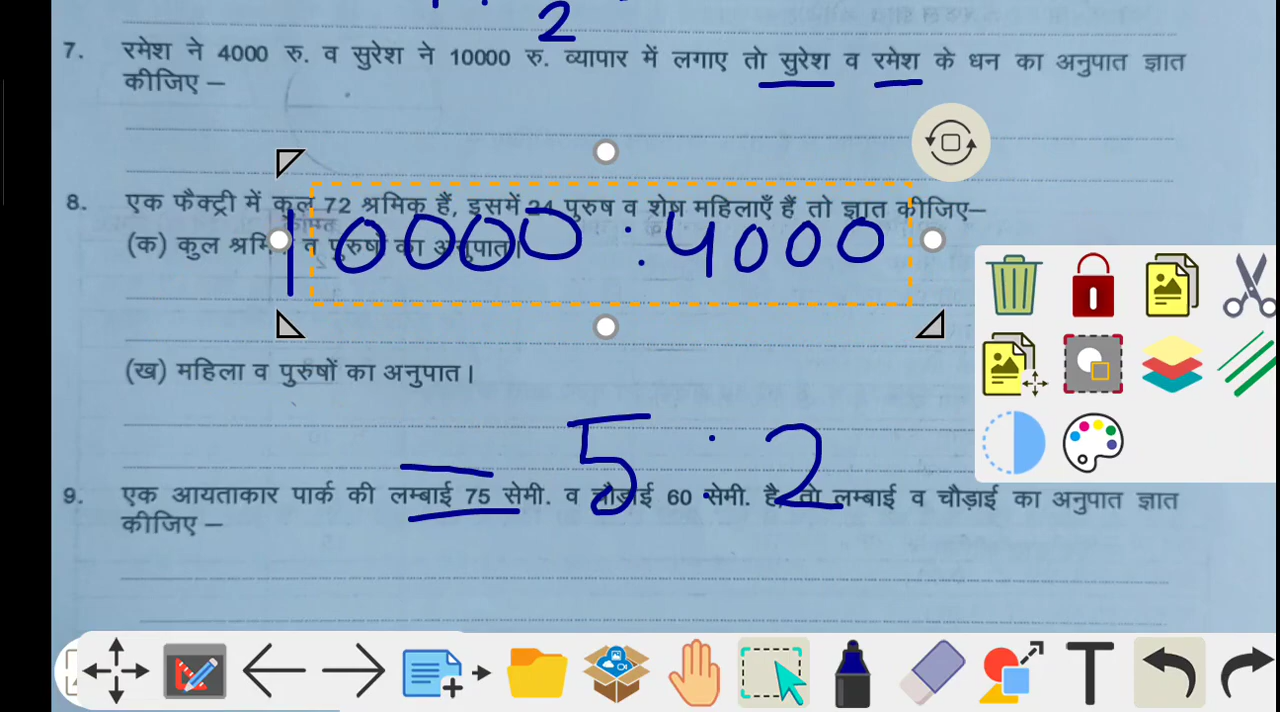 2
7. रमेश ने 4000 रु. व सुरेश ने 10000 रु. व्यापार में लगाए तो सुरेश व रमेश के धन का अनुपात ज्ञात
कीजिए –
8. एक फैक्ट्री में कुल 72 श्रमिक हैं, इसमें 24 पुरुष व शेष महिलाएँ हैं तो ज्ञात कीजिए–
10000 : 4000
(क) कुल श्रमिक व पुरुषों का अनुपात।
(ख) महिला व पुरुषों का अनुपात।
= 5 : 2
9. एक आयताकार पार्क की लम्बाई 75 सेमी. व चौड़ाई 60 सेमी. है, तो लम्बाई व चौड़ाई का अनुपात ज्ञात
कीजिए –
T